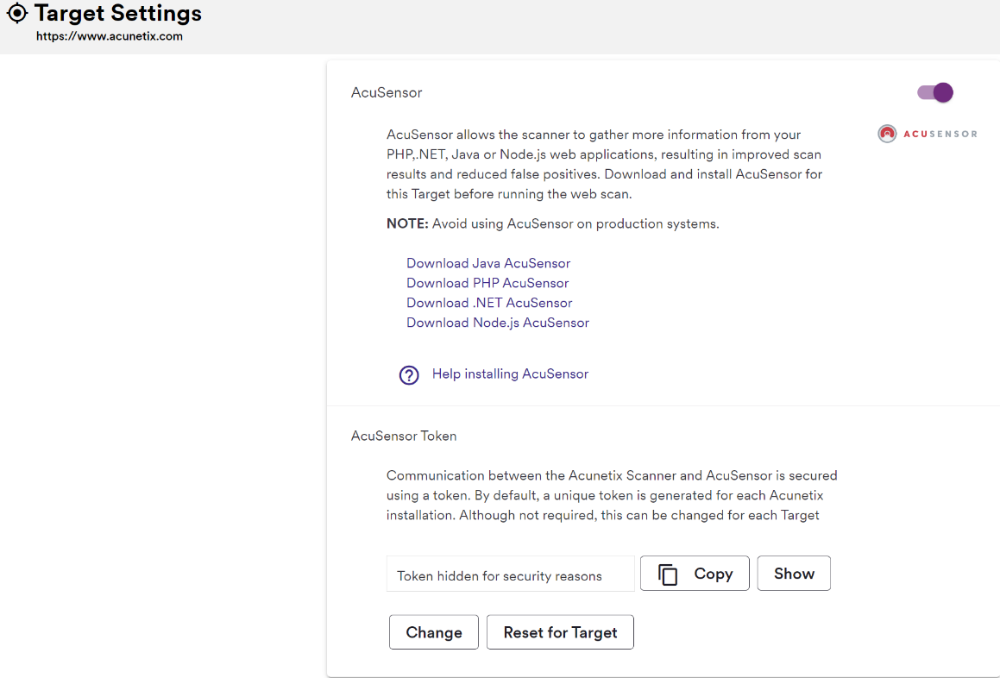 Target Settings
https://www.acunetix.com
AcuSensor
AcuSensor allows the scanner to gather more information from your
PHP,.NET, Java or Node.js web applications, resulting in improved scan
results and reduced false positives. Download and install AcuSensor for
this Target before running the web scan.
ACUSENSOR
NOTE: Avoid using AcuSensor on production systems.
Download Java AcuSensor
Download PHP AcuSensor
Download .NET AcuSensor
Download Node.js AcuSensor
Help installing AcuSensor
AcuSensor Token
Communication between the Acunetix Scanner and AcuSensor is secured
using a token. By default, a unique token is generated for each Acunetix
installation. Although not required, this can be changed for each Target
Token hidden for security reasons
Copy
Show
Change
Reset for Target